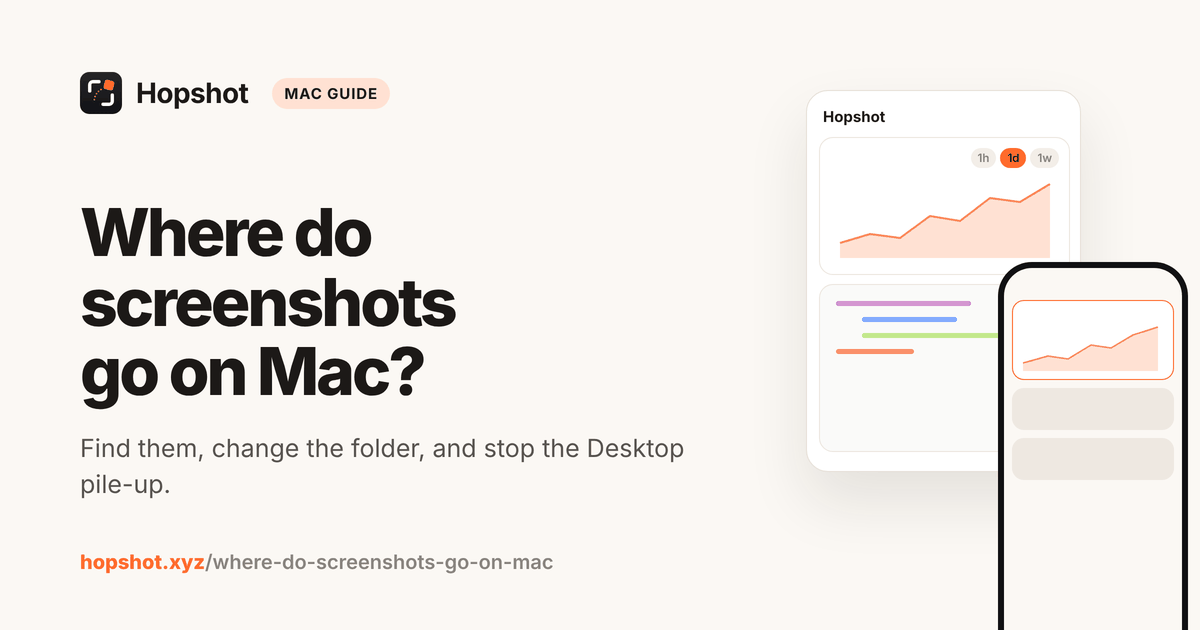 Hopshot
MAC GUIDE
Where do
screenshots
go on Mac?
Find them, change the folder, and stop the Desktop
pile-up.
hopshot.xyz/where-do-screenshots-go-on-mac
Hopshot
1h 1d 1w